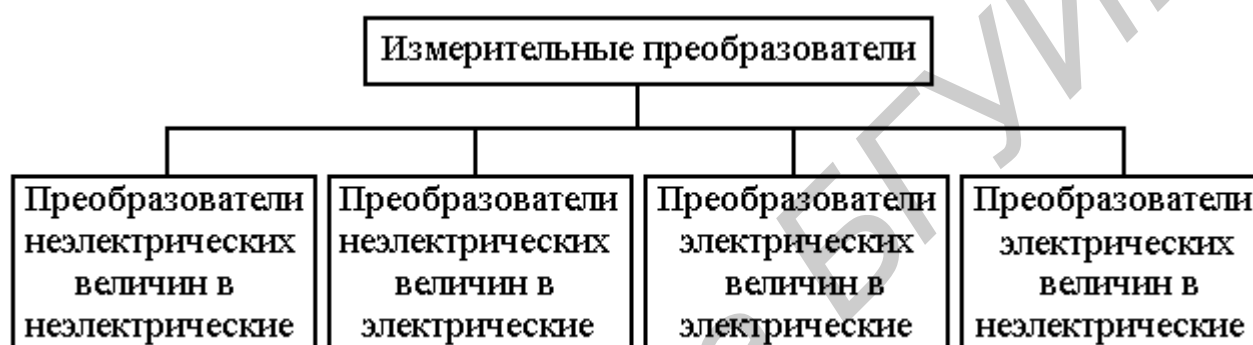 Измерительные преобразователи
Преобразователи
неэлектрических
величин в
неэлектрические
Преобразователи
неэлектрических
величин в
электрические
Преобразователи
электрических
величин в
электрические
Преобразователи
электрических
величин в
неэлектрические